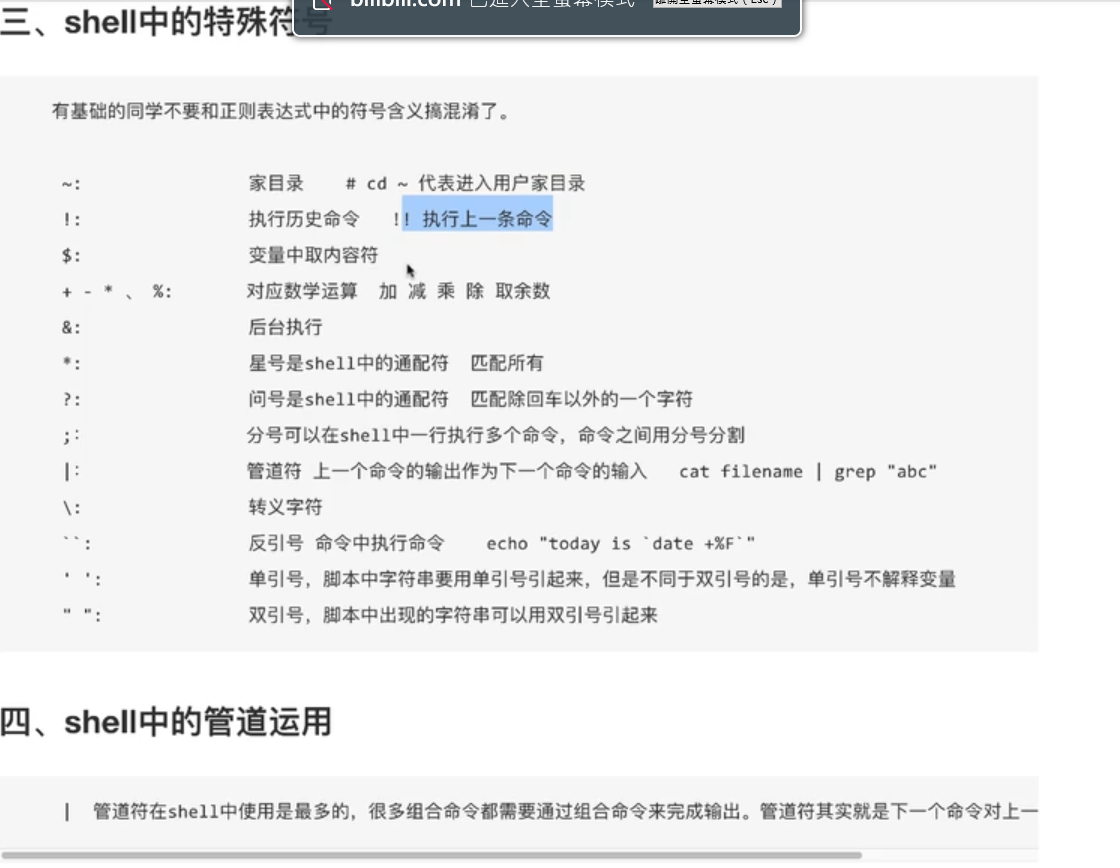 三、shell中的特殊符号
bilibili.com 已進入全螢幕模式 離開全螢幕模式 (Esc)
有基础的同学不要和正则表达式中的符号含义搞混淆了。
~: 家目录 # cd ~ 代表进入用户家目录
!: 执行历史命令 !! 执行上一条命令
$: 变量中取内容符
+ - * 、 %: 对应数学运算 加 减 乘 除 取余数
&: 后台执行
*: 星号是shell中的通配符 匹配所有
?: 问号是shell中的通配符 匹配除回车以外的一个字符
;: 分号可以在shell中一行执行多个命令，命令之间用分号分割
|: 管道符 上一个命令的输出作为下一个命令的输入 cat filename | grep "abc"
\: 转义字符
``: 反引号 命令中执行命令 echo "today is `date +%F`"
' ': 单引号，脚本中字符串要用单引号引起来，但是不同于双引号的是，单引号不解释变量
" ": 双引号，脚本中出现的字符串可以用双引号引起来
四、shell中的管道运用
| 管道符在shell中使用是最多的，很多组合命令都需要通过组合命令来完成输出。管道符其实就是下一个命令对上一